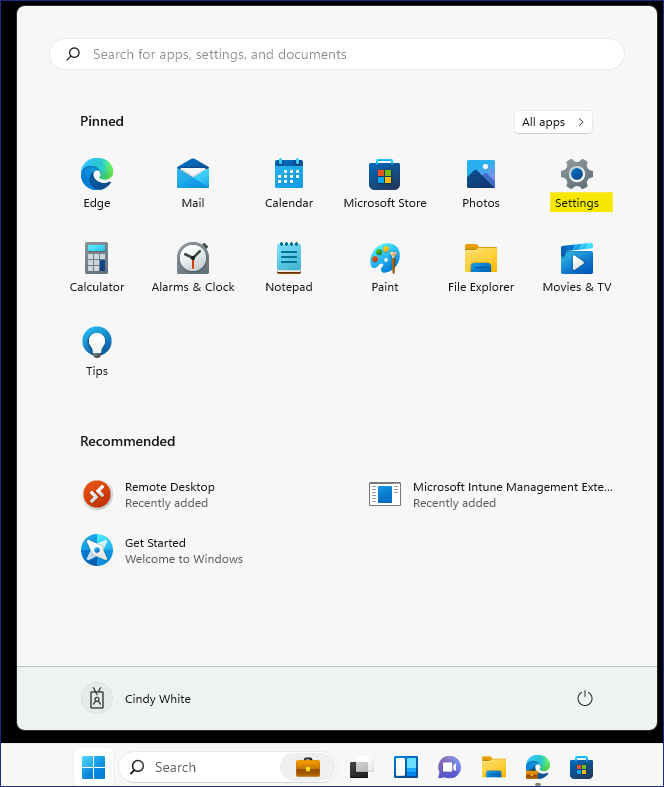 Search for apps, settings, and documents
Pinned
All apps
Edge
Mail
Calendar
Microsoft Store
Photos
Settings
Calculator
Alarms & Clock
Notepad
Paint
File Explorer
Movies & TV
Tips
Recommended
Remote Desktop
Recently added
Microsoft Intune Management Exte...
Recently added
Get Started
Welcome to Windows
Cindy White
Search